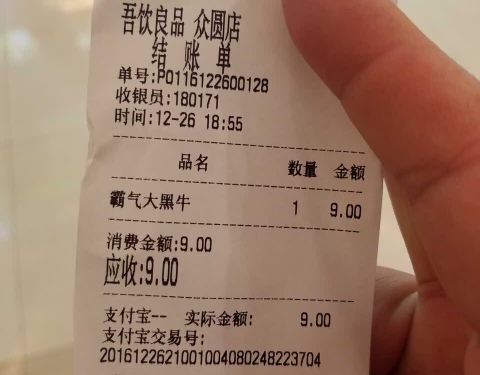 吾饮良品 众圆店
结 账 单
单号:P0116122600128
收银员:180171
时间:12-26 18:55
品名 数量 金额
霸气大黑牛 1 9.00
消费金额:9.00
应收:9.00
支付宝-- 实际金额: 9.00
支付宝交易号:
2016122621001004080248223704